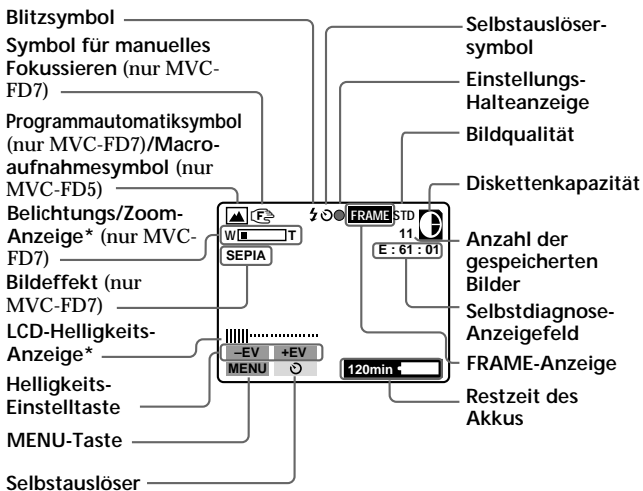 Blitzsymbol
Symbol für manuelles
Fokussieren (nur MVC-
FD7)
Programmautomatiksymbol
(nur MVC-FD7)/Macro-
aufnahmesymbol (nur
MVC-FD5)
Belichtungs/Zoom-
Anzeige* (nur MVC-
FD7)
Bildeffekt (nur
MVC-FD7)
LCD-Helligkeits-
Anzeige*
Helligkeits-
Einstelltaste
MENU-Taste
Selbstauslöser
F FRAME STD
W T 11
SEPIA E : 61 : 01
–EV +EV
MENU 120min
Selbstauslöser-
symbol
Einstellungs-
Halteanzeige
Bildqualität
Diskettenkapazität
Anzahl der
gespeicherten
Bilder
Selbstdiagnose-
Anzeigefeld
FRAME-Anzeige
Restzeit des
Akkus